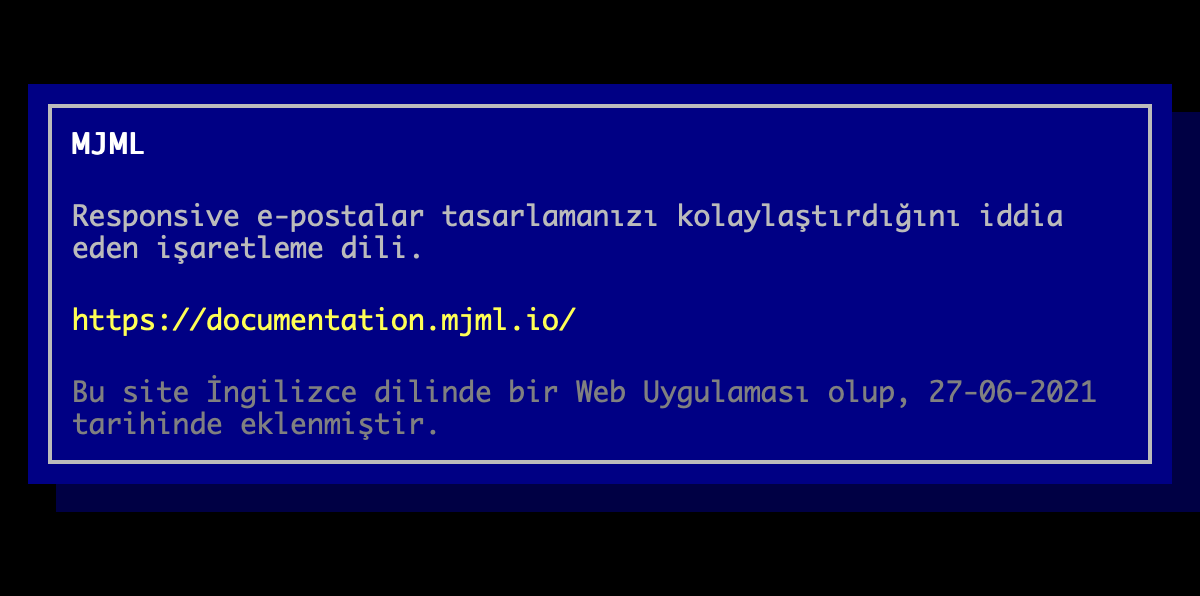 MJML
Responsive e-postalar tasarlamanızı kolaylaştırdığını iddia
eden işaretleme dili.
https://documentation.mjml.io/
Bu site İngilizce dilinde bir Web Uygulaması olup, 27-06-2021
tarihinde eklenmiştir.